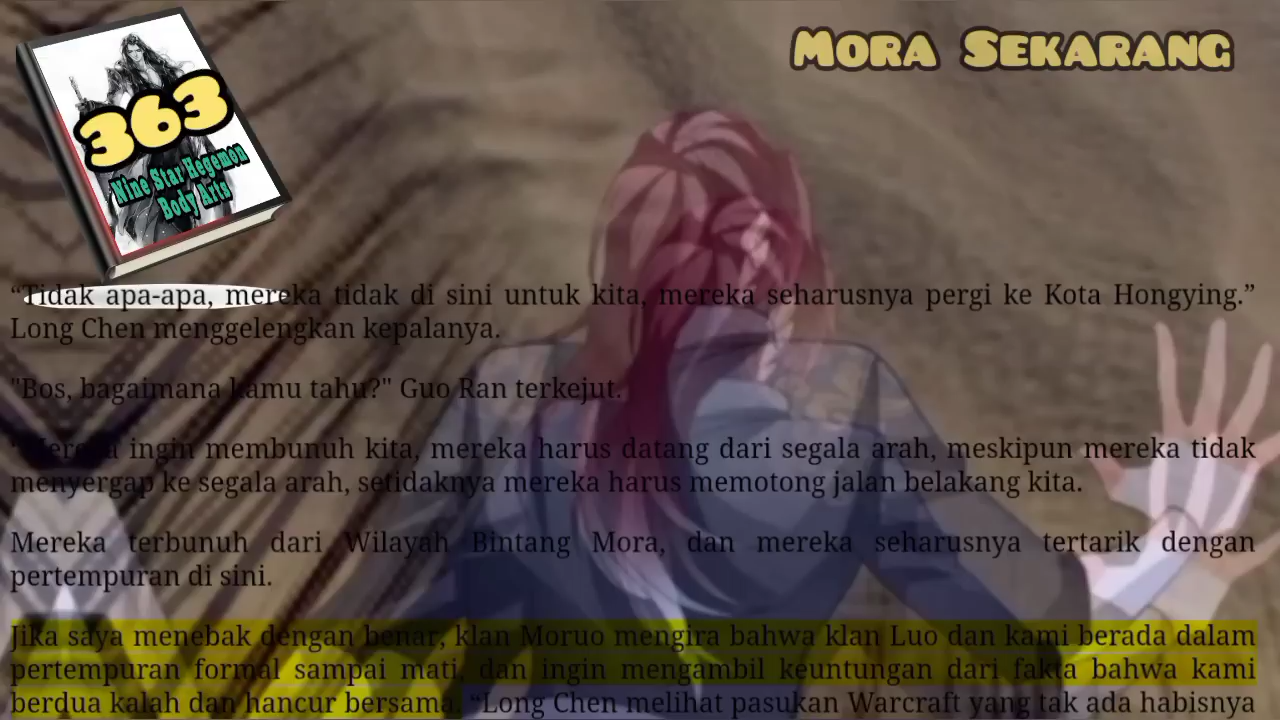 Mora Sekarang
363
Nine Star Hegemon
Body Arts
“Tidak apa-apa, mereka tidak di sini untuk kita, mereka seharusnya pergi ke Kota Hongying.”
Long Chen menggelengkan kepalanya.
"Bos, bagaimana kamu tahu?" Guo Ran terkejut.
“Mereka ingin membunuh kita, mereka harus datang dari segala arah, meskipun mereka tidak
menyergap ke segala arah, setidaknya mereka harus memotong jalan belakang kita.
Mereka terbunuh dari Wilayah Bintang Mora, dan mereka seharusnya tertarik dengan
pertempuran di sini.
Jika saya menebak dengan benar, klan Moruo mengira bahwa klan Luo dan kami berada dalam
pertempuran formal sampai mati, dan ingin mengambil keuntungan dari fakta bahwa kami
berdua kalah dan hancur bersama. “Long Chen melihat pasukan Warcraft yang tak ada habisnya